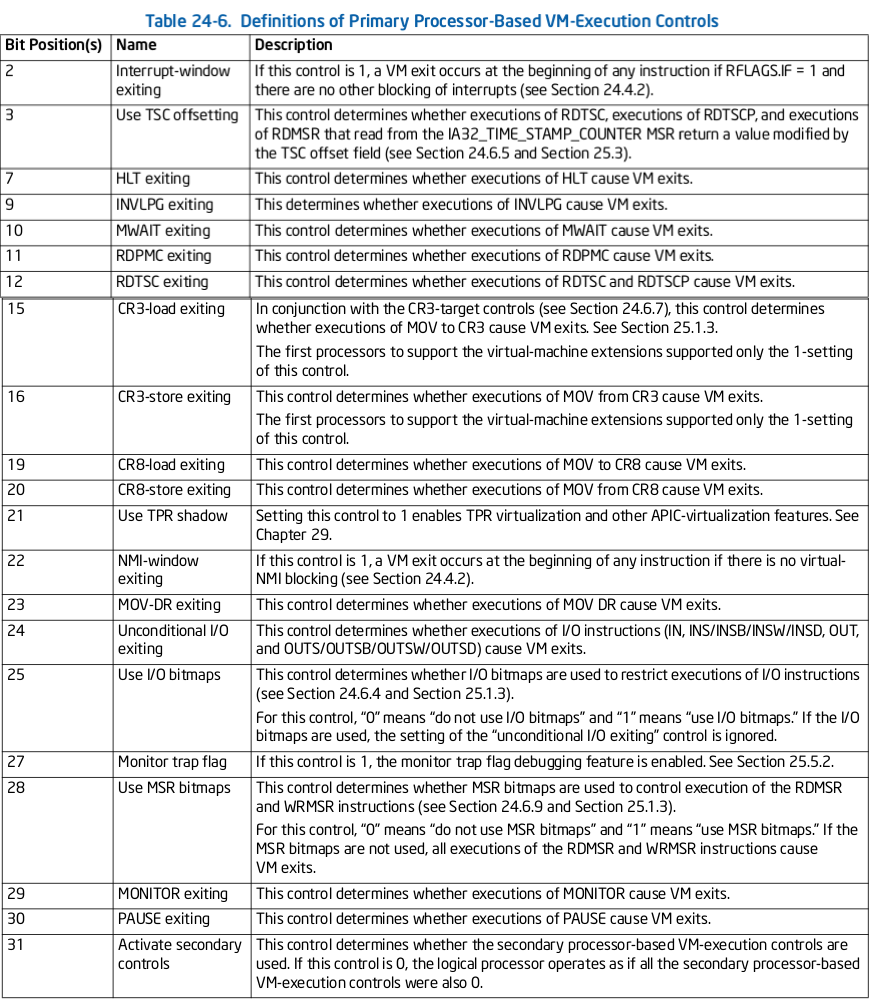 Table 24-6. Definitions of Primary Processor-Based VM-Execution Controls
Bit Position(s) Name Description
2 Interrupt-window exiting If this control is 1, a VM exit occurs at the beginning of any instruction if RFLAGS.IF = 1 and
there are no other blocking of interrupts (see Section 24.4.2).
3 Use TSC offsetting This control determines whether executions of RDTSC, executions of RDTSCP, and executions
of RDMSR that read from the IA32_TIME_STAMP_COUNTER MSR return a value modified by
the TSC offset field (see Section 24.6.5 and Section 25.3).
7 HLT exiting This control determines whether executions of HLT cause VM exits.
9 INVLPG exiting This determines whether executions of INVLPG cause VM exits.
10 MWAIT exiting This control determines whether executions of MWAIT cause VM exits.
11 RDPMC exiting This control determines whether executions of RDPMC cause VM exits.
12 RDTSC exiting This control determines whether executions of RDTSC and RDTSCP cause VM exits.
15 CR3-load exiting In conjunction with the CR3-target controls (see Section 24.6.7), this control determines
whether executions of MOV to CR3 cause VM exits. See Section 25.1.3.
The first processors to support the virtual-machine extensions supported only the 1-setting
of this control.
16 CR3-store exiting This control determines whether executions of MOV from CR3 cause VM exits.
The first processors to support the virtual-machine extensions supported only the 1-setting
of this control.
19 CR8-load exiting This control determines whether executions of MOV to CR8 cause VM exits.
20 CR8-store exiting This control determines whether executions of MOV from CR8 cause VM exits.
21 Use TPR shadow Setting this control to 1 enables TPR virtualization and other APIC-virtualization features. See
Chapter 29.
22 NMI-window exiting If this control is 1, a VM exit occurs at the beginning of any instruction if there is no virtual-
NMI blocking (see Section 24.4.2).
23 MOV-DR exiting This control determines whether executions of MOV DR cause VM exits.
24 Unconditional I/O exiting This control determines whether executions of I/O instructions (IN, INS/INSB/INSW/INSD, OUT,
and OUTS/OUTSB/OUTSW/OUTSD) cause VM exits.
25 Use I/O bitmaps This control determines whether I/O bitmaps are used to restrict executions of I/O instructions
(see Section 24.6.4 and Section 25.1.3).
For this control, “0” means “do not use I/O bitmaps” and “1” means “use I/O bitmaps.” If the I/O
bitmaps are used, the setting of the “unconditional I/O exiting” control is ignored.
27 Monitor trap flag If this control is 1, the monitor trap flag debugging feature is enabled. See Section 25.5.2.
28 Use MSR bitmaps This control determines whether MSR bitmaps are used to control execution of the RDMSR
and WRMSR instructions (see Section 24.6.9 and Section 25.1.3).
For this control, “0” means “do not use MSR bitmaps” and “1” means “use MSR bitmaps.” If the
MSR bitmaps are not used, all executions of the RDMSR and WRMSR instructions cause
VM exits.
29 MONITOR exiting This control determines whether executions of MONITOR cause VM exits.
30 PAUSE exiting This control determines whether executions of PAUSE cause VM exits.
31 Activate secondary controls This control determines whether the secondary processor-based VM-execution controls are
used. If this control is 0, the logical processor operates as if all the secondary processor-based
VM-execution controls were also 0.